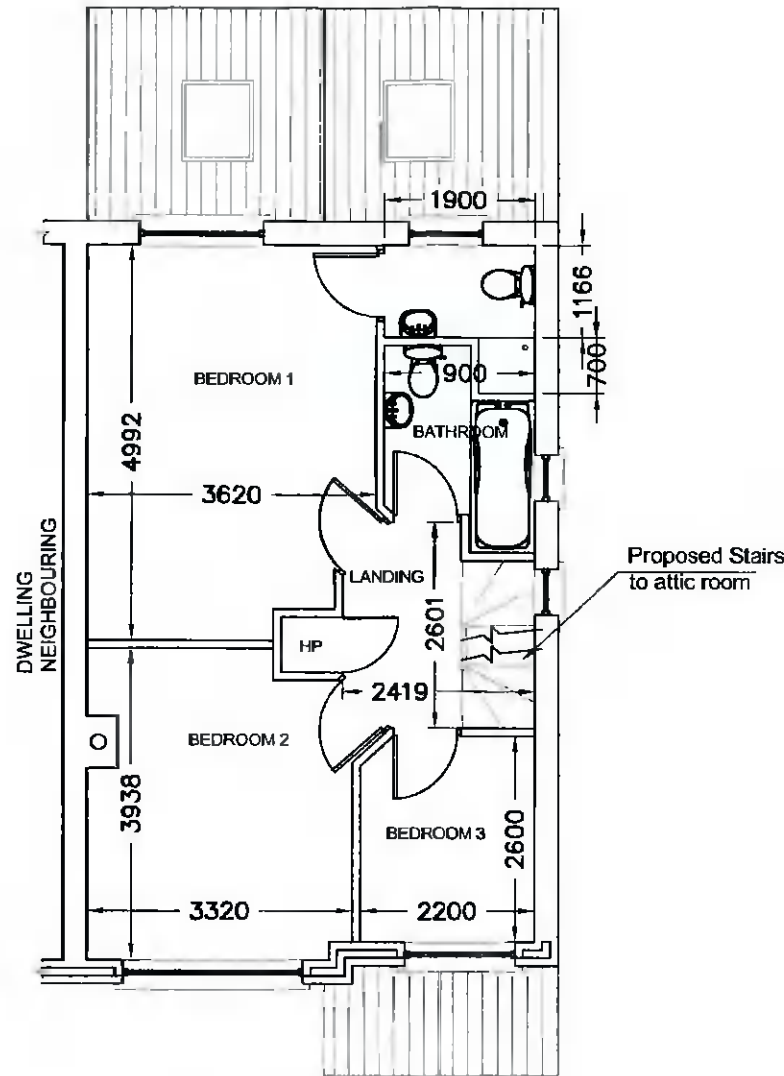 1900
1166
700
BEDROOM 1
900
BATHROOM
4992
3620
DWELLING
NEIGHBOURING
LANDING
2601
Proposed Stairs
to attic room
HP
2419
BEDROOM 2
3938
BEDROOM 3
2600
3320
2200